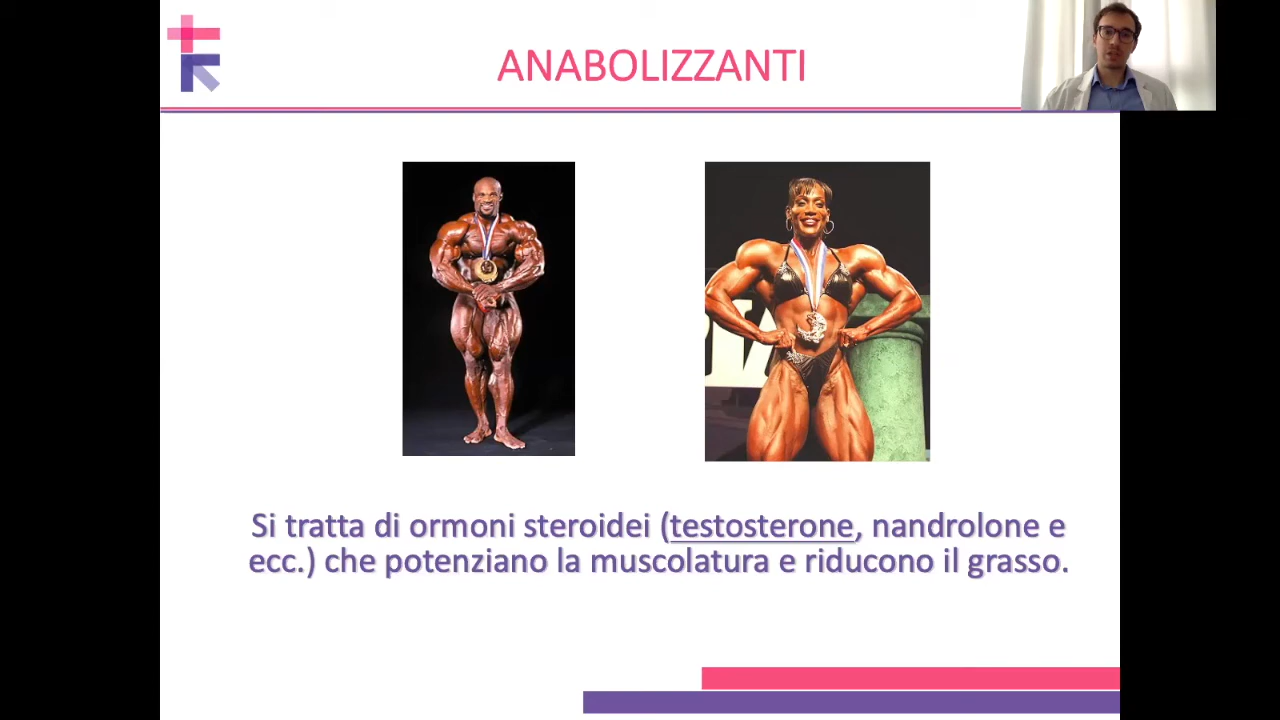 ANABOLIZZANTI
Si tratta di ormoni steroidei (testosterone, nandrolone e
ecc.) che potenziano la muscolatura e riducono il grasso.